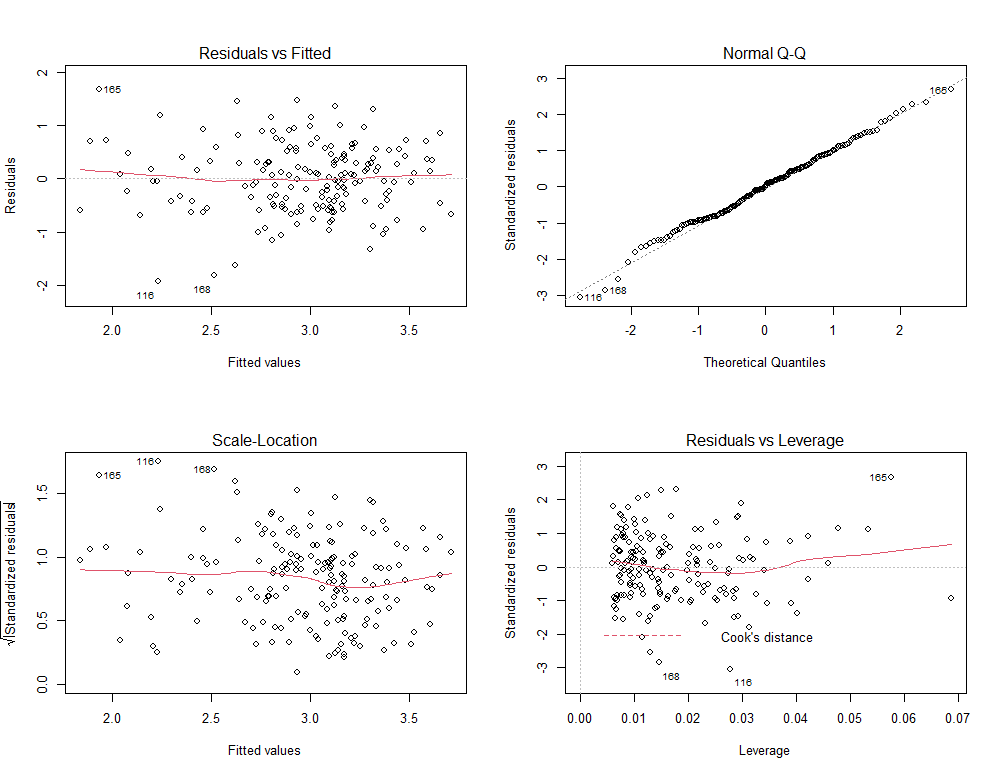 Residuals vs Fitted
Residuals
2
1
0
-1
-2
165
116
168
2.0 2.5 3.0 3.5
Fitted values
Normal Q-Q
Standardized residuals
3
2
1
0
-1
-2
-3
165
116
168
-2 -1 0 1 2
Theoretical Quantiles
Scale-Location
√|Standardized residuals|
1.5
1.0
0.5
0.0
165
116
168
2.0 2.5 3.0 3.5
Fitted values
Residuals vs Leverage
Standardized residuals
3
2
1
0
-1
-2
-3
165
Cook's distance
168
116
0.00 0.01 0.02 0.03 0.04 0.05 0.06 0.07
Leverage